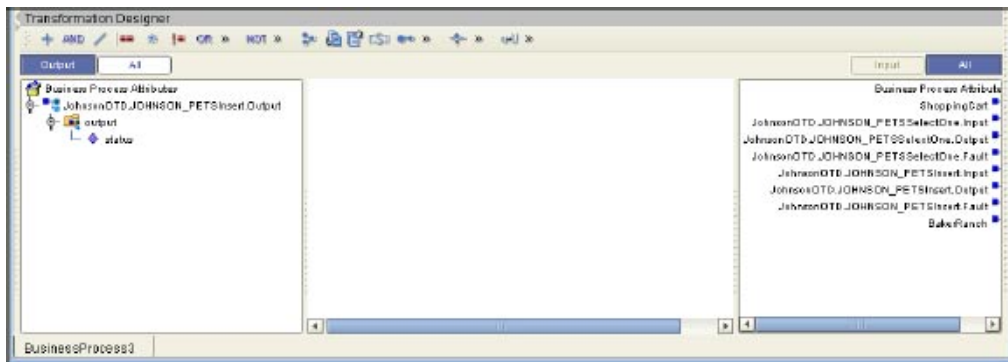 Transformation Designer
+ AND / == * != OR » NOT » » » »
Output All Input All
Business Process Attributes
JohnsonOTD.JOHNSON_PETSInsert.Output
output
status
Business Process Attribute
ShoppingCart
JohnsonOTD.JOHNSON_PETSSelectOne.Input
JohnsonOTD.JOHNSON_PETSSelectOne.Output
JohnsonOTD.JOHNSON_PETSSelectOne.Fault
JohnsonOTD.JOHNSON_PETSInsert.Input
JohnsonOTD.JOHNSON_PETSInsert.Output
JohnsonOTD.JOHNSON_PETSInsert.Fault
BakerRanch
BusinessProcess3